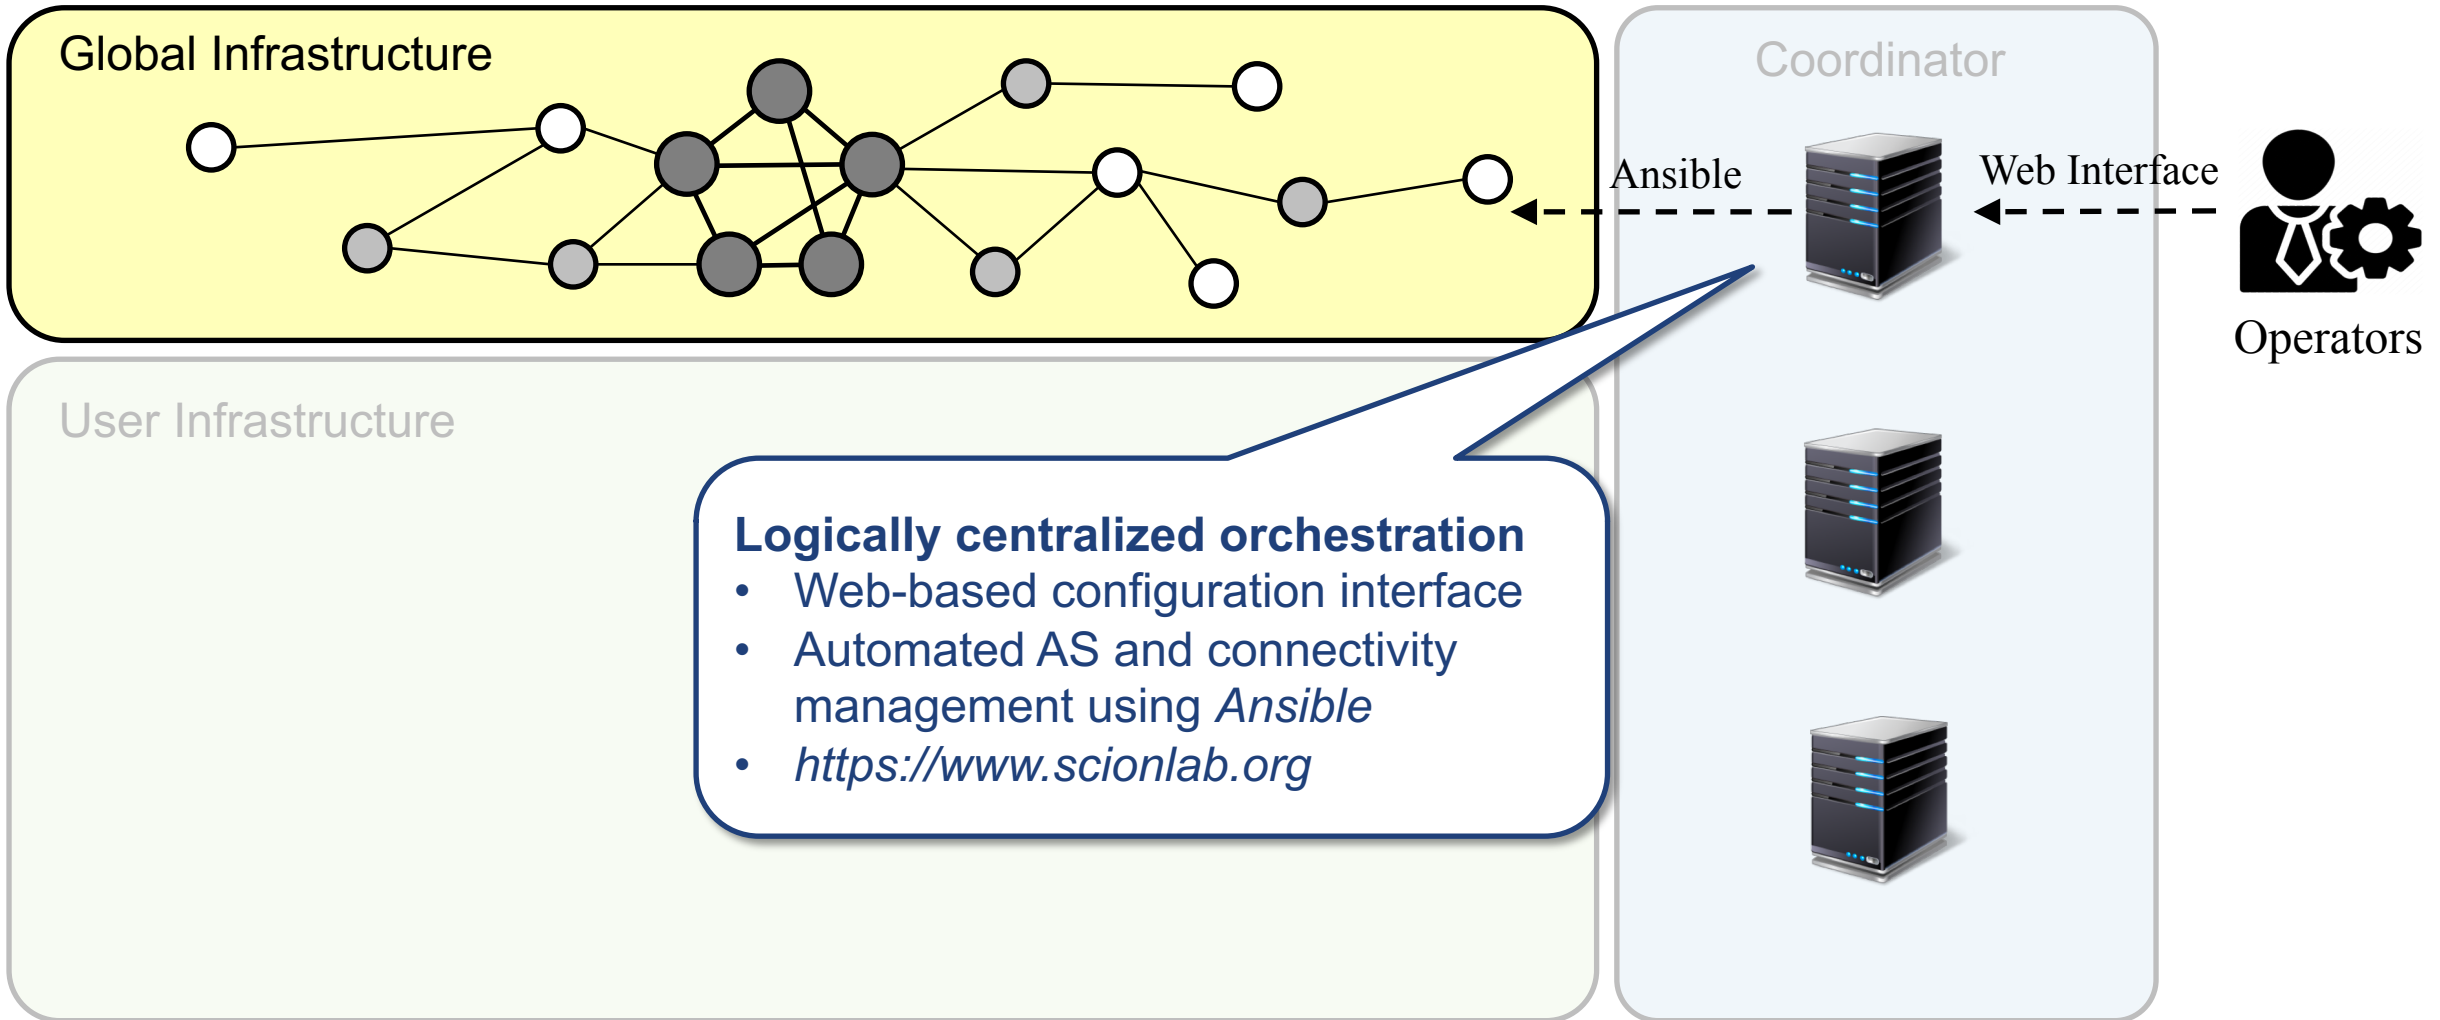 Global Infrastructure
Coordinator
Ansible
Web Interface
Operators
User Infrastructure
Logically centralized orchestration
• Web-based configuration interface
• Automated AS and connectivity
management using Ansible
• https://www.scionlab.org